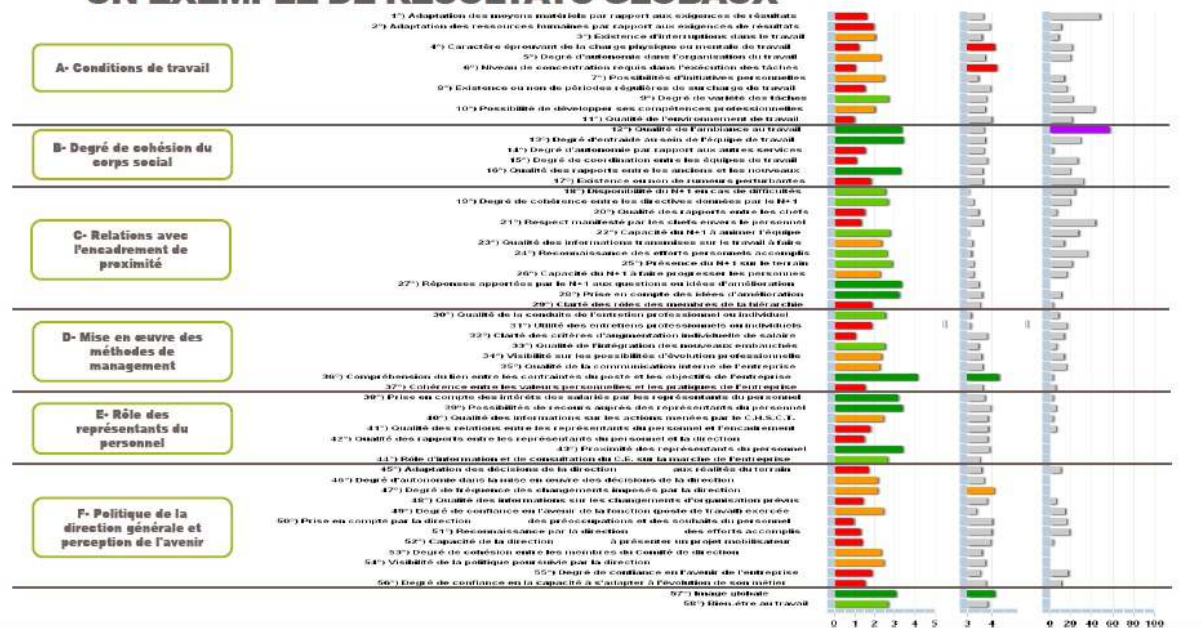 UN EXEMPLE DE RÉSULTATS GLOBAUX
A- Conditions de travail
1°) Adaptation des moyens matériels par rapport aux exigences de résultats
2°) Adaptation des ressources humaines par rapport aux exigences de résultats
3°) Existence d'interruptions dans le travail
4°) Caractère éprouvant de la charge physique ou mentale de travail
5°) Degré d'autonomie dans l'organisation du travail
6°) Niveau de concentration requis dans l'exécution des tâches
7°) Possibilités d'initiatives personnelles
8°) Existence ou non de périodes régulières de surcharge de travail
9°) Degré de variété des tâches
10°) Possibilité de développer ses compétences professionnelles
11°) Qualité de l'environnement de travail
B- Degré de cohésion du
corps social
12°) Qualité de l'ambiance au travail
13°) Degré d'entraide au sein de l'équipe de travail
14°) Degré d'autonomie par rapport aux autres services
15°) Degré de coordination entre les équipes de travail
16°) Qualité des rapports entre les anciens et les nouveaux
17°) Existence ou non de rumeurs perturbantes
C- Relations avec
l'encadrement de
proximité
18°) Disponibilité du N+1 en cas de difficultés
19°) Degré de cohérence entre les directives données par le N+1
20°) Qualité des rapports entre les chefs
21°) Respect manifesté par les chefs envers le personnel
22°) Capacité du N+1 à animer l'équipe
23°) Qualité des informations transmises sur le travail à faire
24°) Reconnaissance des efforts personnels accomplis
25°) Présence du N+1 sur le terrain
26°) Capacité du N+1 à faire progresser les personnes
27°) Réponses apportées par le N+1 aux questions ou idées d'amélioration
28°) Prise en compte des idées d'amélioration
29°) Clarté des rôles des membres de la hiérarchie
D- Mise en œuvre des
méthodes de
management
30°) Qualité de la conduite de l'entretien professionnel ou individuel
31°) Utilité des entretiens professionnels ou individuels
32°) Clarté des critères d'augmentation individuelle de salaire
33°) Qualité de l'intégration des nouveaux embauchés
34°) Visibilité sur les possibilités d'évolution professionnelle
35°) Qualité de la communication interne de l'entreprise
36°) Compréhension du lien entre les contraintes du poste et les objectifs de l'entreprise
37°) Cohérence entre les valeurs personnelles et les pratiques de l'entreprise
E- Rôle des
représentants du
personnel
38°) Prise en compte des intérêts des salariés par les représentants du personnel
39°) Possibilités de recours auprès des représentants du personnel
40°) Qualité des informations sur les actions menées par le C.H.S.C.T.
41°) Qualité des relations entre les représentants du personnel et l'encadrement
42°) Qualité des rapports entre les représentants du personnel et la direction
43°) Proximité des représentants du personnel
44°) Rôle d'information et de consultation du C.E. sur la marche de l'entreprise
F- Politique de la
direction générale et
perception de l'avenir
45°) Adaptation des décisions de la direction aux réalités du terrain
46°) Degré d'autonomie dans la mise en œuvre des décisions de la direction
47°) Degré de fréquence des changements imposés par la direction
48°) Qualité des informations sur les changements d'organisation prévus
49°) Degré de confiance en l'avenir de la fonction (poste de travail) exercée
50°) Prise en compte par la direction des préoccupations et des souhaits du personnel
51°) Reconnaissance par la direction des efforts accomplis
52°) Capacité de la direction à présenter un projet mobilisateur
53°) Degré de cohésion entre les membres du Comité de direction
54°) Visibilité de la politique poursuivie par la direction
55°) Degré de confiance en l'avenir de l'entreprise
56°) Degré de confiance en la capacité à s'adapter à l'évolution de son métier
57°) Image globale
58°) Bien-être au travail
0 1 2 3 4 5
3 4
0 20 40 60 80 100